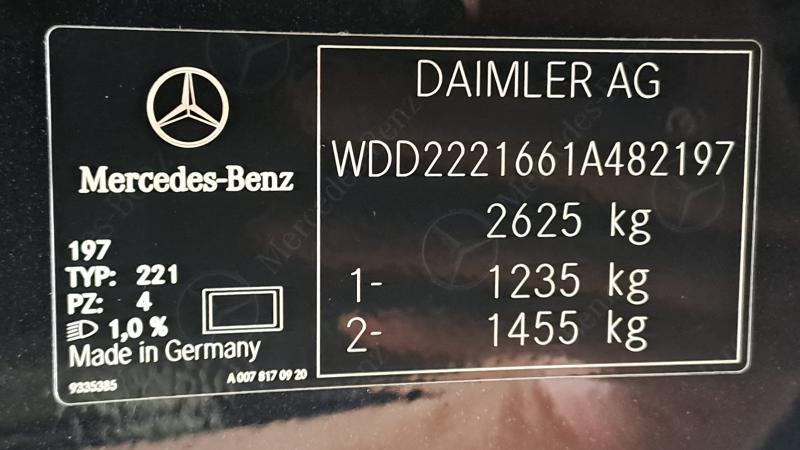 Mercedes-Benz
197
TYP: 221
PZ: 4
1,0 %
Made in Germany
9335385
A 007 817 09 20
DAIMLER AG
WDD2221661A482197
2625 kg
1- 1235 kg
2- 1455 kg